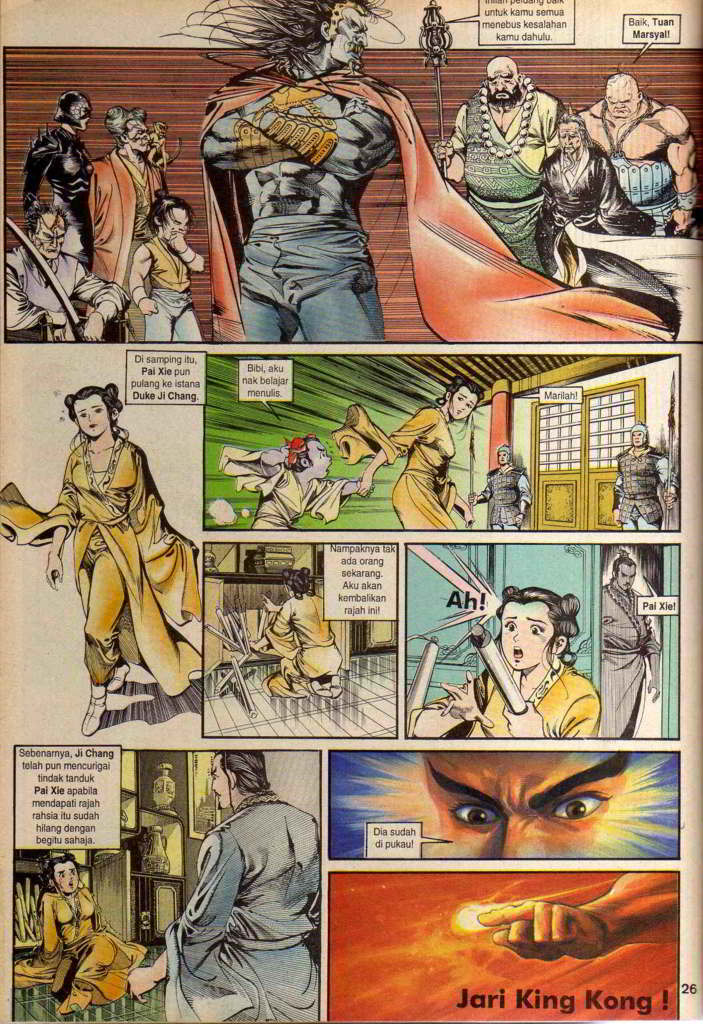 Inilah peluang baik
untuk kamu semua
menebus kesalahan
kamu dahulu.
Baik, Tuan
Marsyal!
Di samping itu,
Pai Xie pun
pulang ke istana
Duke Ji Chang.
Bibi, aku
nak belajar
menulis.
Marilah!
Nampaknya tak
ada orang
sekarang.
Aku akan
kembalikan
rajah ini!
Ah!
Pai Xie!
Sebenarnya, Ji Chang
telah pun mencurigai
tindak tanduk
Pai Xie apabila
mendapati rajah
rahsia itu sudah
hilang dengan
begitu sahaja.
Dia sudah
di pukau!
Jari King Kong !
26